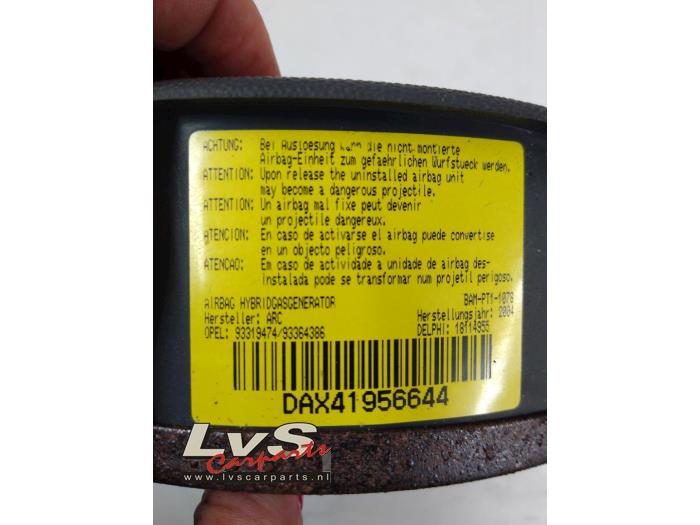 ACHTUNG: Bei Ausloesung kann die nicht montierte
Airbag-Einheit zum gefaehrlichen Wurfstueck werden.
ATTENTION: Upon release the uninstalled airbag unit
may become a dangerous projectile.
ATTENTION: Un airbag mal fixe peut devenir
un projectile dangereux.
ATENCION: En caso de activarse el airbag puede convertise
en un objecto peligroso.
ATENCAO: Em caso de actividade a unidade de airbag des-
instalada pode se transformar num projetil perigoso.
AIRBAG HYBRIDGASGENERATOR BAM-PT1-1078
Hersteller: ARC Herstellungsjahr: 2004
OPEL: 93319474/93364386 DELPHI: 18114955
DAX41956644
LvS
Carparts
www.lvscarparts.nl